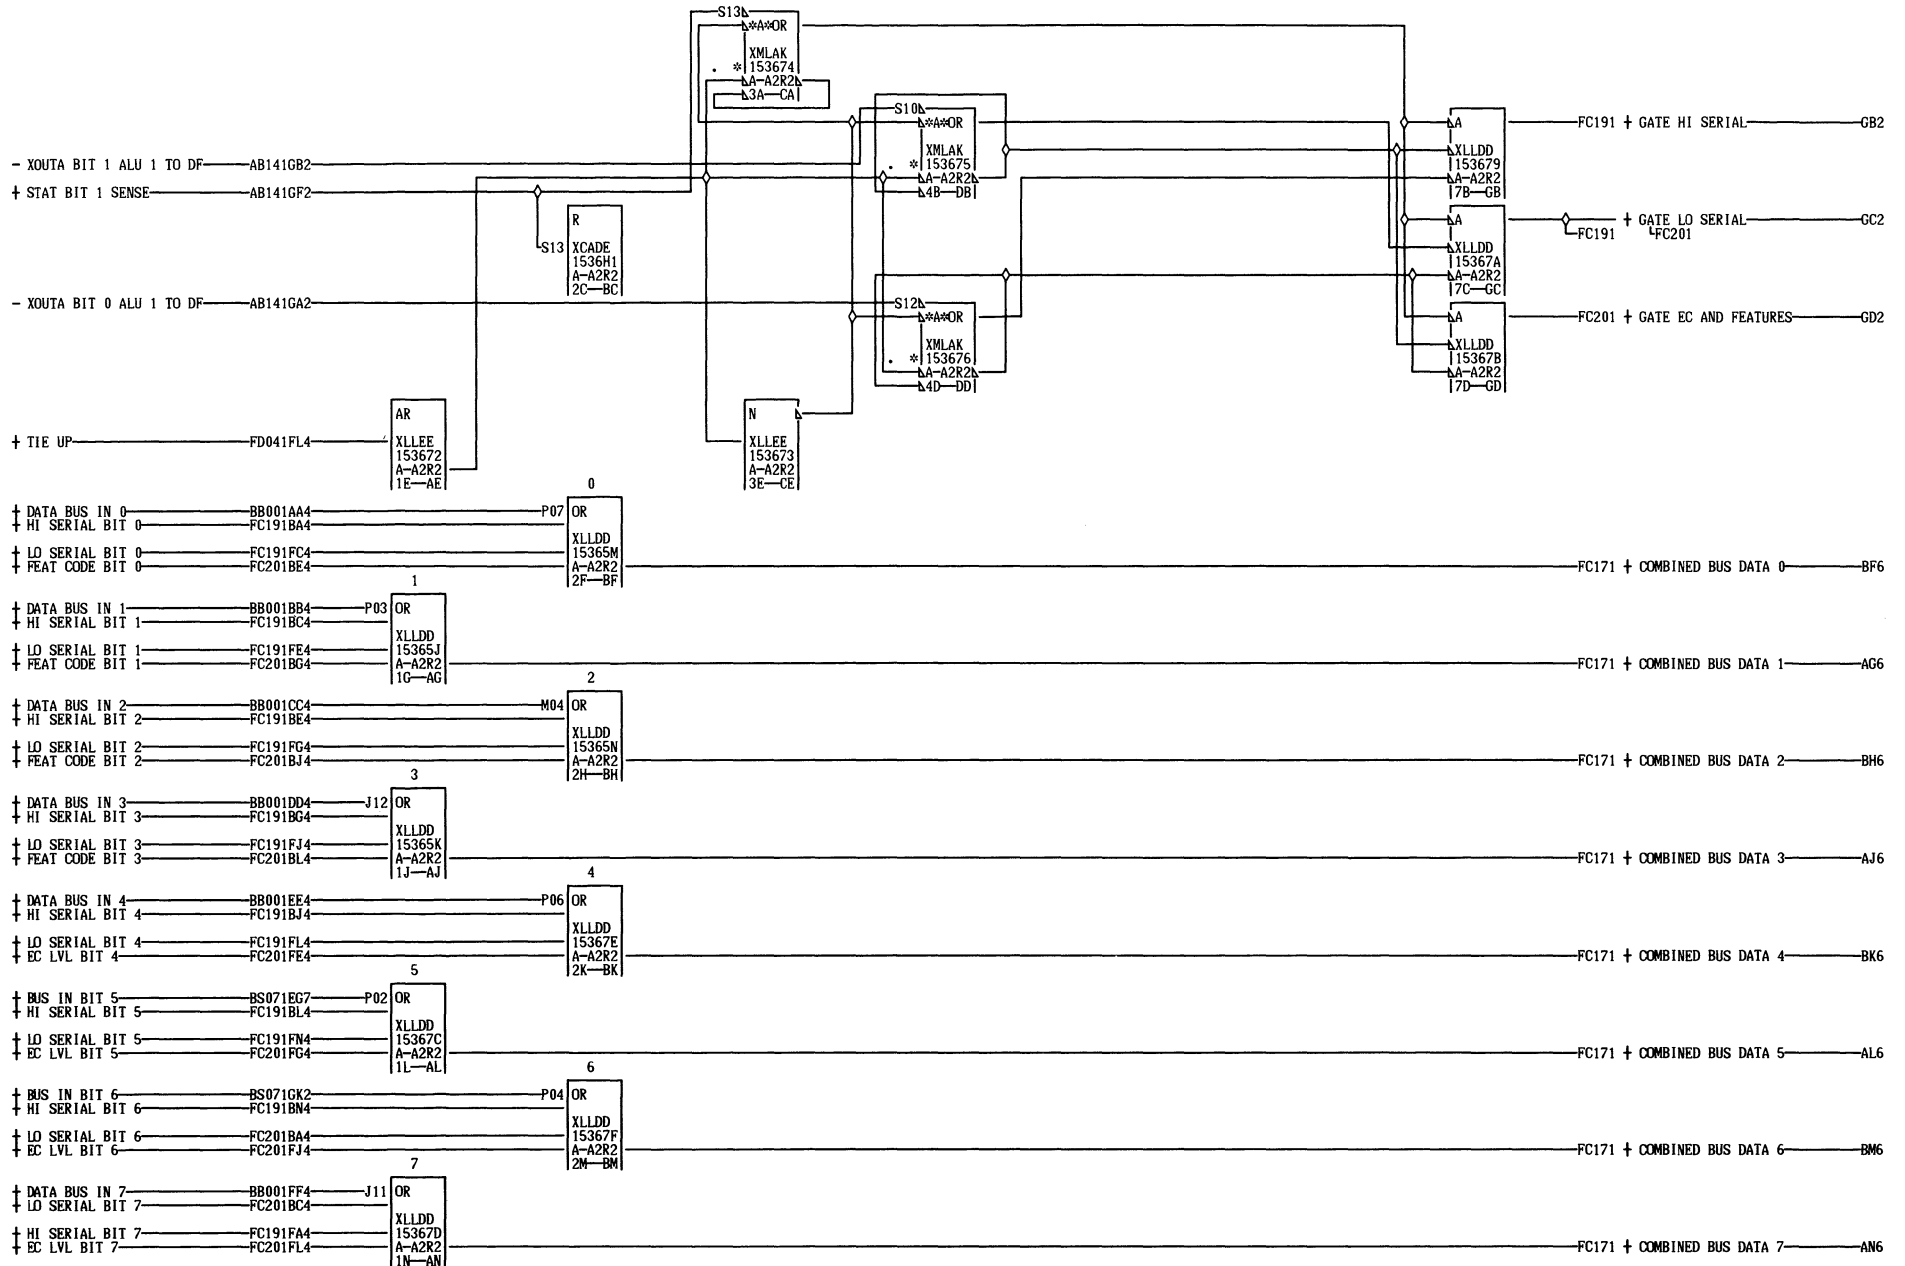 S13
*A*OR
XMLAK
. * 153674
A-A2R2
3A—CA
S10
*A*OR
XMLAK
. * 153675
A-A2R2
4B—DB
A
XLLDD
153679
A-A2R2
7B—GB
FC191 + GATE HI SERIAL GB2
- XOUTA BIT 1 ALU 1 TO DF AB141GB2
+ STAT BIT 1 SENSE AB141GF2
R
S13 XCADE
1536H1
A-A2R2
2C—BC
A
XLLDD
15367A
A-A2R2
7C—GC
+ GATE LO SERIAL GC2
FC191 FC201
- XOUTA BIT 0 ALU 1 TO DF AB141GA2
S12
*A*OR
XMLAK
. * 153676
A-A2R2
4D—DD
A
XLLDD
15367B
A-A2R2
7D—GD
FC201 + GATE EC AND FEATURES GD2
+ TIE UP FD041FL4
AR
XLLEE
153672
A-A2R2
1E—AE
N
XLLEE
153673
A-A2R2
3E—CE
0
+ DATA BUS IN 0 BB001AA4 P07 OR
+ HI SERIAL BIT 0 FC191BA4
XLLDD
+ LO SERIAL BIT 0 FC191FC4 15365M
+ FEAT CODE BIT 0 FC201BE4 A-A2R2 FC171 + COMBINED BUS DATA 0 BF6
2F—BF
1
+ DATA BUS IN 1 BB001BB4 P03 OR
+ HI SERIAL BIT 1 FC191BC4
XLLDD
+ LO SERIAL BIT 1 FC191FE4 15365J
+ FEAT CODE BIT 1 FC201BG4 A-A2R2 FC171 + COMBINED BUS DATA 1 AG6
1G—AG
2
+ DATA BUS IN 2 BB001CC4 M04 OR
+ HI SERIAL BIT 2 FC191BE4
XLLDD
+ LO SERIAL BIT 2 FC191FG4 15365N
+ FEAT CODE BIT 2 FC201BJ4 A-A2R2 FC171 + COMBINED BUS DATA 2 BH6
2H—BH
3
+ DATA BUS IN 3 BB001DD4 J12 OR
+ HI SERIAL BIT 3 FC191BG4
XLLDD
+ LO SERIAL BIT 3 FC191FJ4 15365K
+ FEAT CODE BIT 3 FC201BL4 A-A2R2 FC171 + COMBINED BUS DATA 3 AJ6
1J—AJ
4
+ DATA BUS IN 4 BB001EE4 P06 OR
+ HI SERIAL BIT 4 FC191BJ4
XLLDD
+ LO SERIAL BIT 4 FC191FL4 15367E
+ EC LVL BIT 4 FC201FE4 A-A2R2 FC171 + COMBINED BUS DATA 4 BK6
2K—BK
5
+ BUS IN BIT 5 BS071EG7 P02 OR
+ HI SERIAL BIT 5 FC191BL4
XLLDD
+ LO SERIAL BIT 5 FC191FN4 15367C
+ EC LVL BIT 5 FC201FG4 A-A2R2 FC171 + COMBINED BUS DATA 5 AL6
1L—AL
6
+ BUS IN BIT 6 BS071GK2 P04 OR
+ HI SERIAL BIT 6 FC191BN4
XLLDD
+ LO SERIAL BIT 6 FC201BA4 15367F
+ EC LVL BIT 6 FC201FJ4 A-A2R2 FC171 + COMBINED BUS DATA 6 BM6
2M—BM
7
+ DATA BUS IN 7 BB001FF4 J11 OR
+ LO SERIAL BIT 7 FC201BC4
XLLDD
+ HI SERIAL BIT 7 FC191FA4 15367D
+ EC LVL BIT 7 FC201FL4 A-A2R2 FC171 + COMBINED BUS DATA 7 AN6
1N—AN